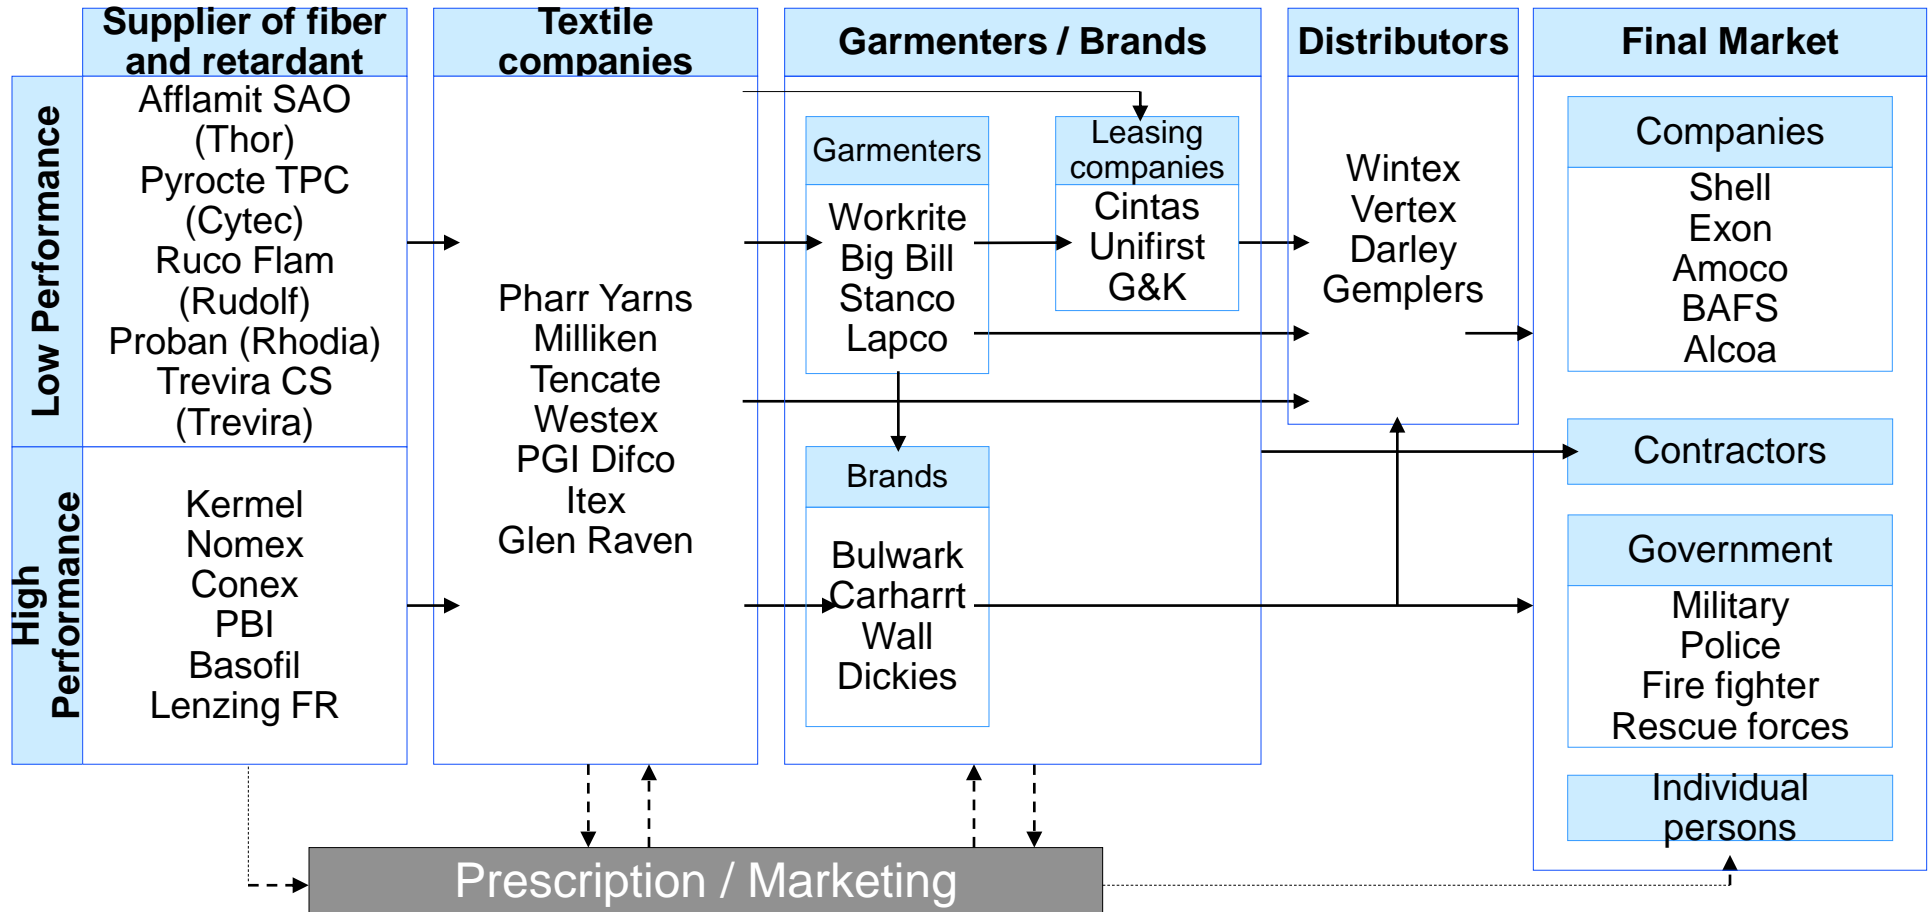 Supplier of fiber
and retardant
Textile
companies
Garmenters / Brands
Distributors
Final Market
Low Performance
Afflamit SAO
(Thor)
Pyrocte TPC
(Cytec)
Ruco Flam
(Rudolf)
Proban (Rhodia)
Trevira CS
(Trevira)
High
Performance
Kermel
Nomex
Conex
PBI
Basofil
Lenzing FR
Pharr Yarns
Milliken
Tencate
Westex
PGI Difco
Itex
Glen Raven
Garmenters
Workrite
Big Bill
Stanco
Lapco
Leasing
companies
Cintas
Unifirst
G&K
Brands
Bulwark
Carharrt
Wall
Dickies
Wintex
Vertex
Darley
Gemplers
Companies
Shell
Exon
Amoco
BAFS
Alcoa
Contractors
Government
Military
Police
Fire fighter
Rescue forces
Individual
persons
Prescription / Marketing